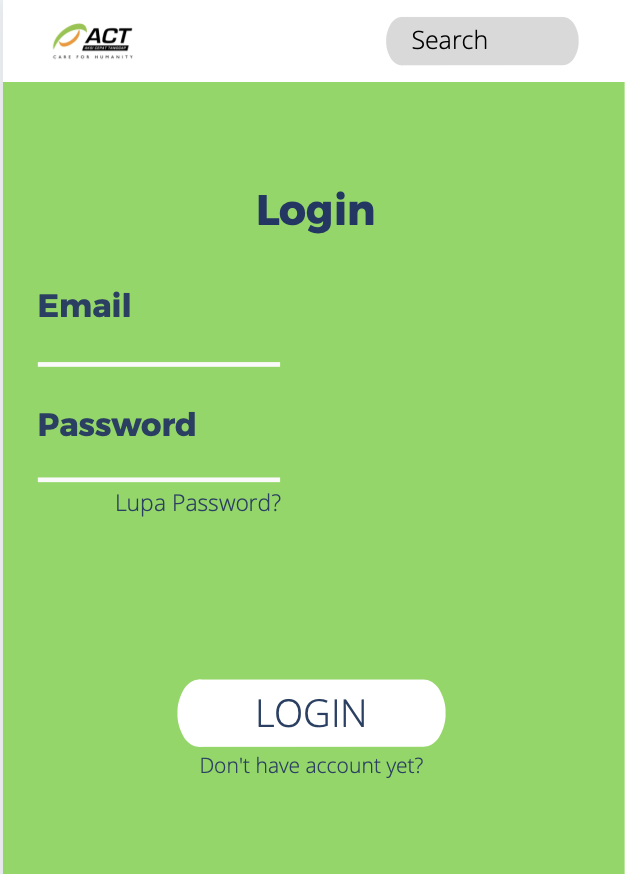 ACT
AKSI CEPAT TANGGAP
CARE FOR HUMANITY
Search
Login
Email
Password
Lupa Password?
LOGIN
Don't have account yet?